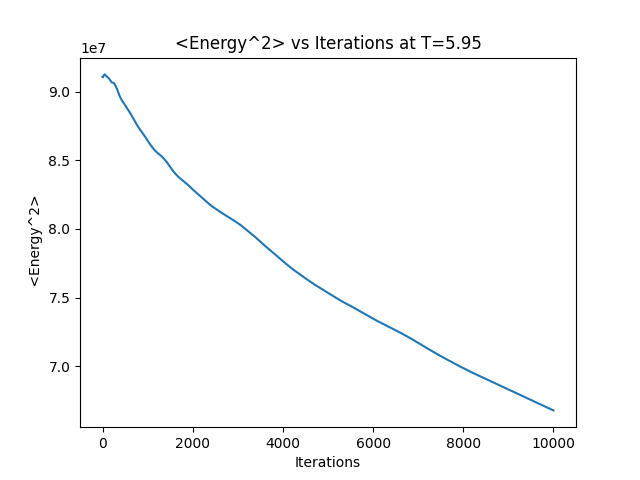 <Energy^2> vs Iterations at T=5.95
1e7
9.0
8.5
8.0
7.5
7.0
<Energy^2>
0 2000 4000 6000 8000 10000
Iterations